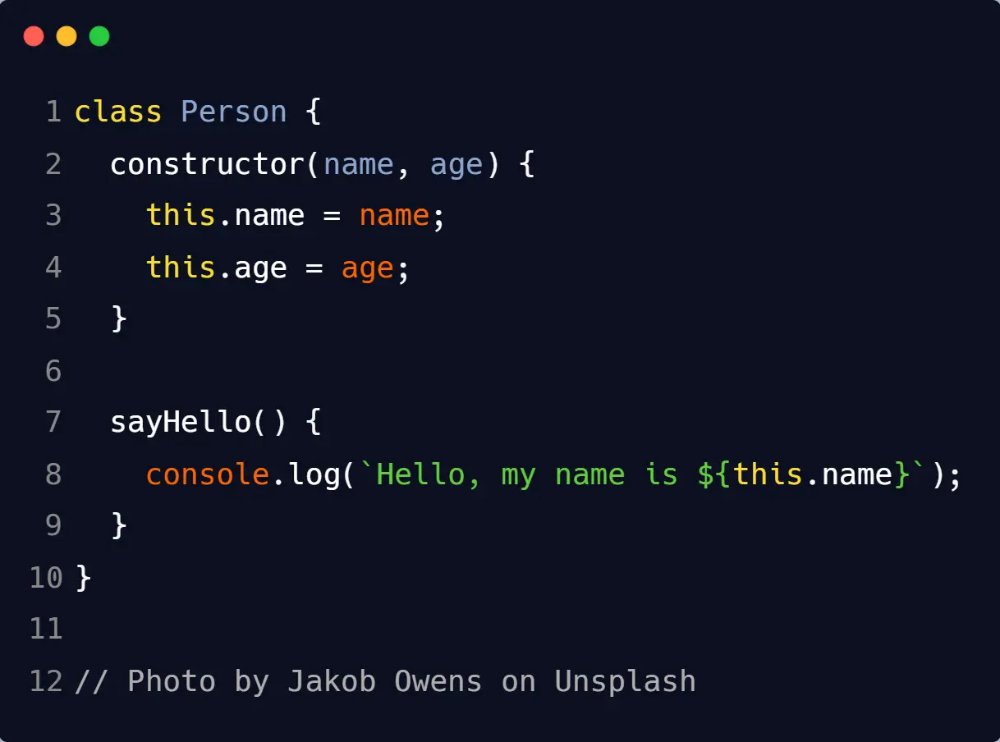 1 class Person {
2   constructor(name, age) {
3     this.name = name;
4     this.age = age;
5   }
6
7   sayHello() {
8     console.log(`Hello, my name is ${this.name}`);
9   }
10 }
11
12 // Photo by Jakob Owens on Unsplash